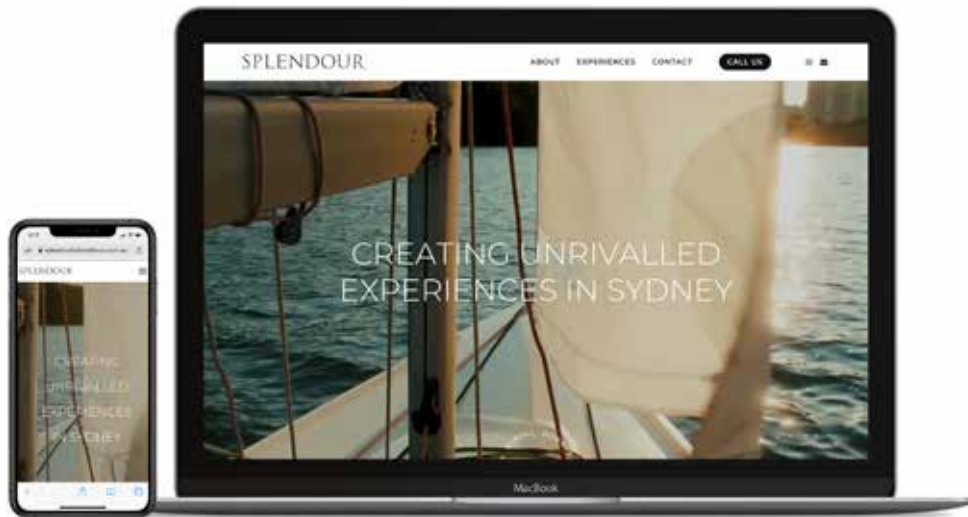 SPLENDOUR
ABOUT EXPERIENCES CONTACT CALL US
CREATING UNRIVALLED
EXPERIENCES IN SYDNEY
MacBook
SPLENDOUR
CREATING
UNRIVALLED
EXPERIENCES
IN SYDNEY